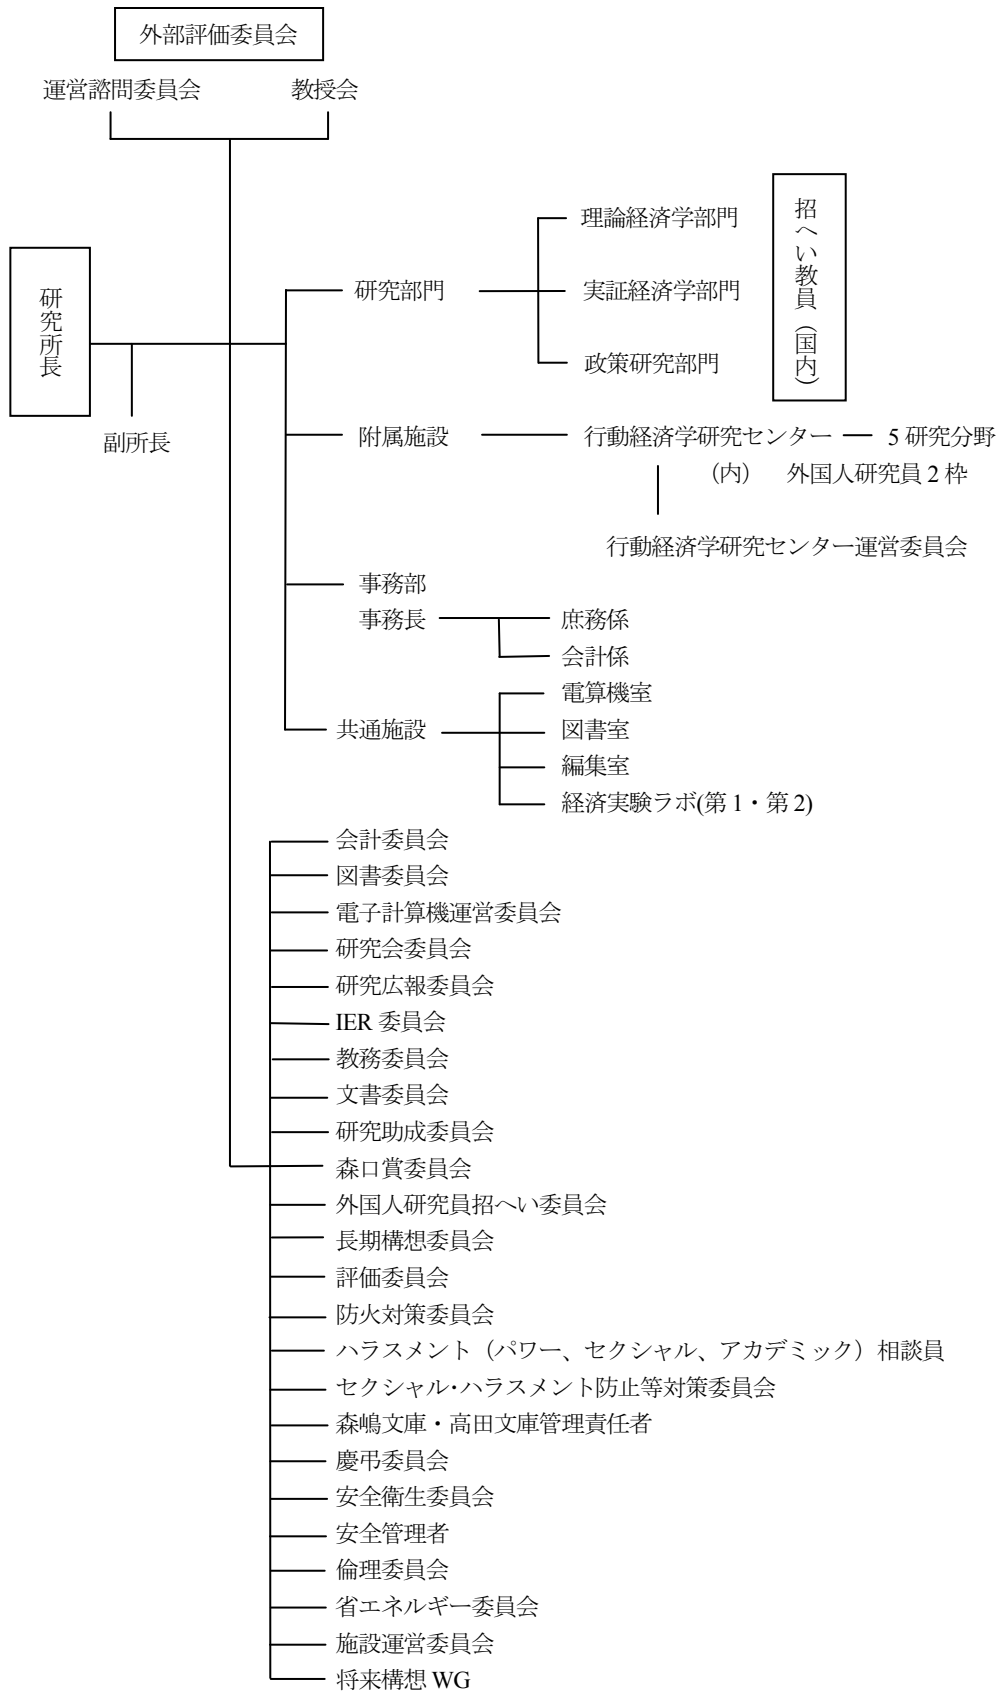 外部評価委員会
運営諮問委員会
教授会
研究所長
副所長
研究部門
理論経済学部門
実証経済学部門
政策研究部門
招へい教員（国内）
附属施設
行動経済学研究センター
5 研究分野
（内） 外国人研究員 2 枠
行動経済学研究センター運営委員会
事務部
事務長
庶務係
会計係
共通施設
電算機室
図書室
編集室
経済実験ラボ(第 1・第 2)
会計委員会
図書委員会
電子計算機運営委員会
研究会委員会
研究広報委員会
IER 委員会
教務委員会
文書委員会
研究助成委員会
森口賞委員会
外国人研究員招へい委員会
長期構想委員会
評価委員会
防火対策委員会
ハラスメント（パワー、セクシャル、アカデミック）相談員
セクシャル・ハラスメント防止等対策委員会
森嶋文庫・高田文庫管理責任者
慶弔委員会
安全衛生委員会
安全管理者
倫理委員会
省エネルギー委員会
施設運営委員会
将来構想 WG